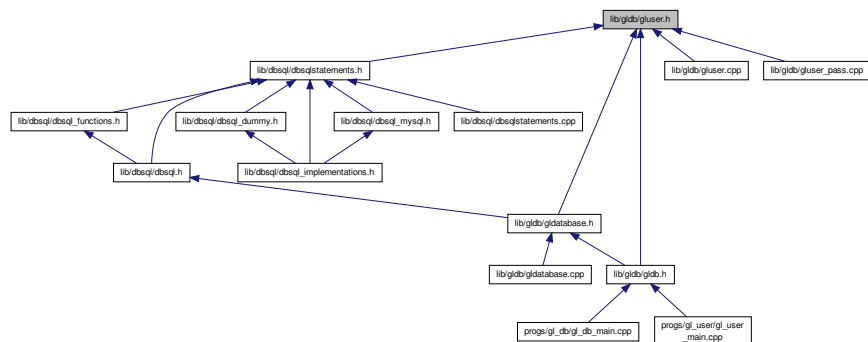 lib/gldb/gluser.h
lib/dbsql/dbsqlstatements.h
lib/gldb/gluser.cpp
lib/gldb/gluser_pass.cpp
lib/dbsql/dbsql_functions.h
lib/dbsql/dbsql_dummy.h
lib/dbsql/dbsql_mysql.h
lib/dbsql/dbsqlstatements.cpp
lib/dbsql/dbsql.h
lib/dbsql/dbsql_implementations.h
lib/gldb/gldatabase.h
lib/gldb/gldatabase.cpp
lib/gldb/gldb.h
progs/gl_db/gl_db_main.cpp
progs/gl_user/gl_user
_main.cpp